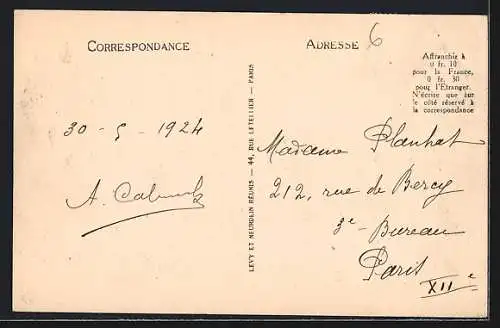 CORRESPONDANCE
ADRESSE
6
Affranchir à
0 fr. 10
pour la France,
0 fr. 30
pour l'Etranger.
N'écrire que sur
le côté réservé à
la correspondance
30 - 5 - 1924
A.
LEVY ET NEURDEIN RÉUNIS — 44, RUE LETELLIER — PARIS
Madame Planhat
212, rue de Bercy
3e Bureau
Paris
XIIe